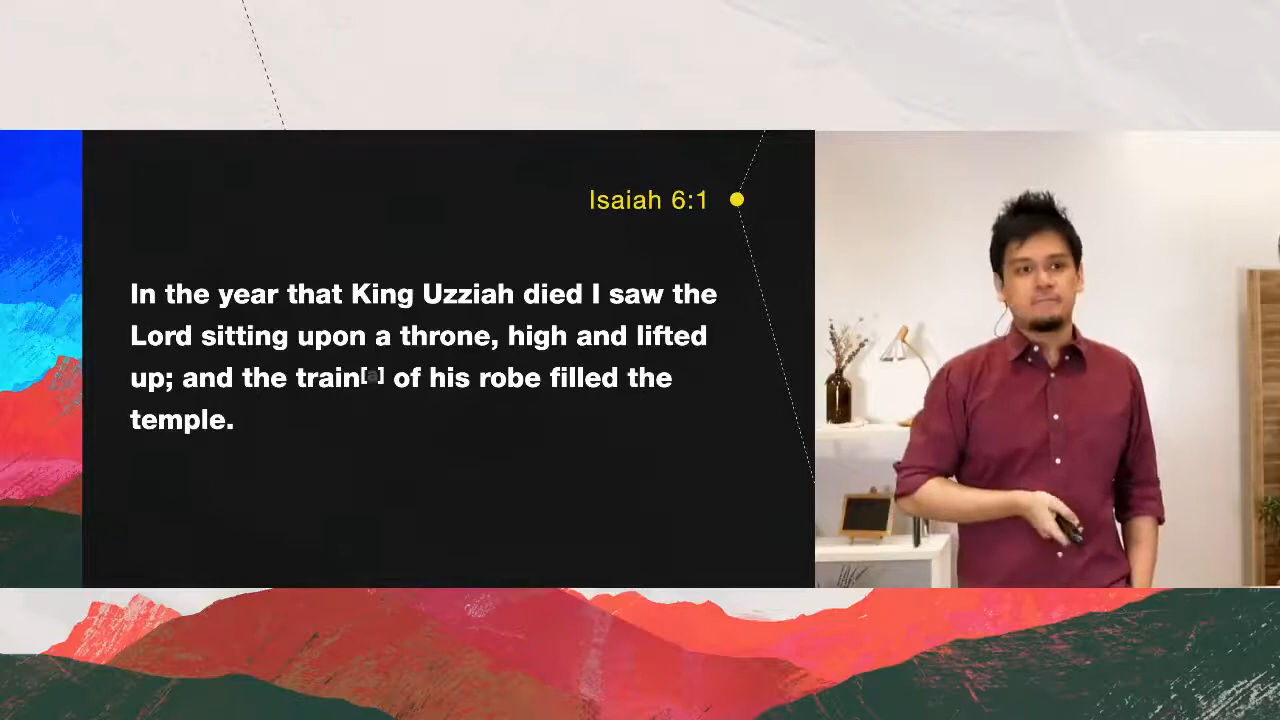 Isaiah 6:1
In the year that King Uzziah died I saw the
Lord sitting upon a throne, high and lifted
up; and the train[a] of his robe filled the
temple.